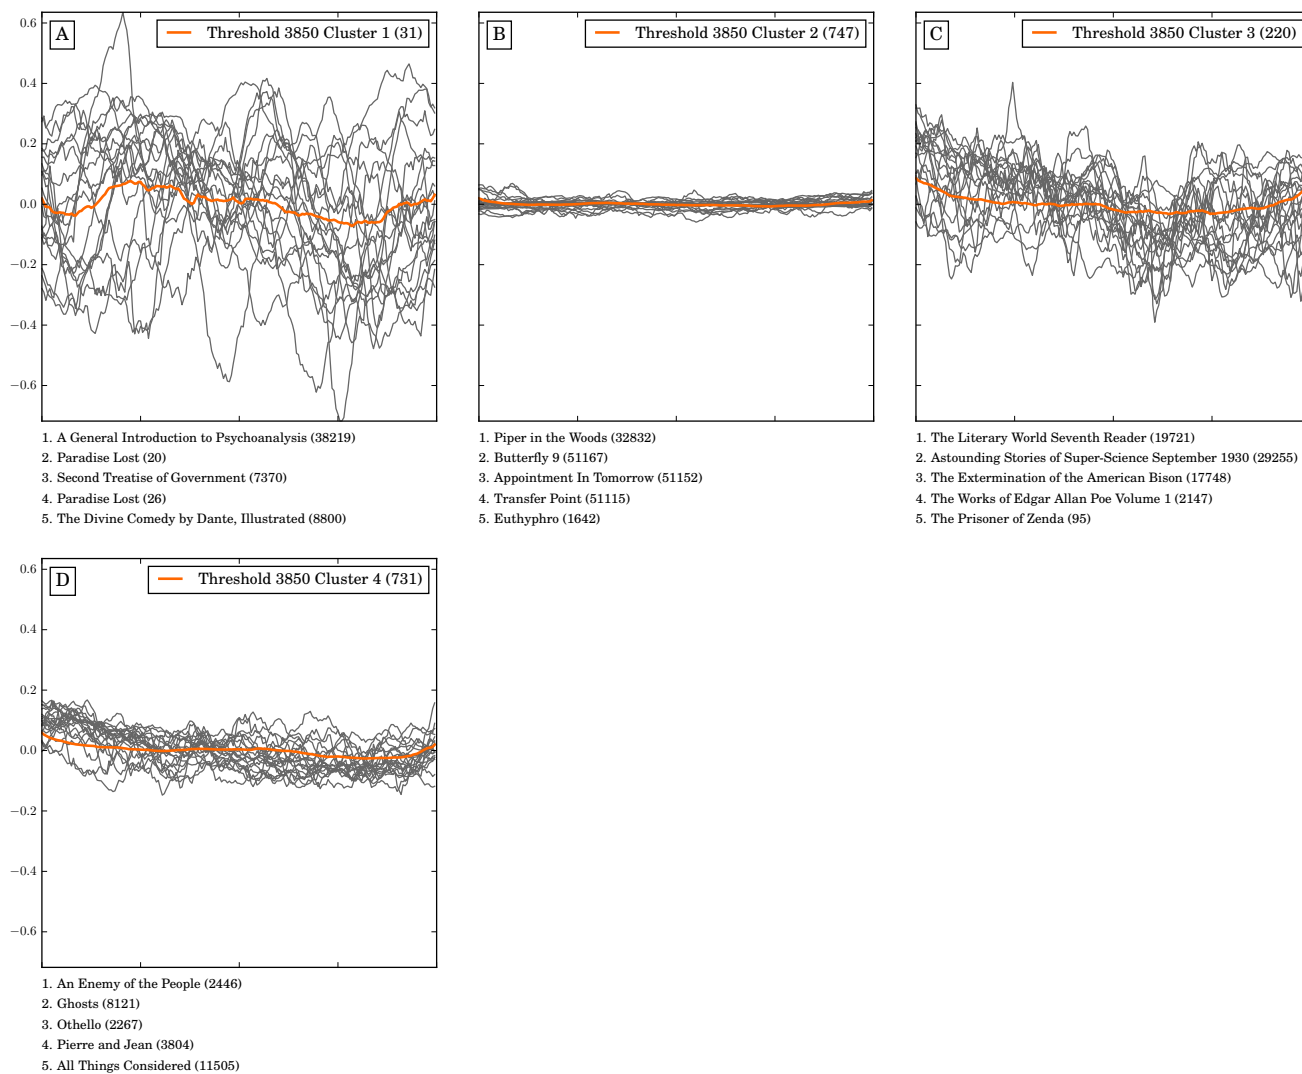 A
Threshold 3850 Cluster 1 (31)
0.6
0.4
0.2
0.0
−0.2
−0.4
−0.6
1. A General Introduction to Psychoanalysis (38219)
2. Paradise Lost (20)
3. Second Treatise of Government (7370)
4. Paradise Lost (26)
5. The Divine Comedy by Dante, Illustrated (8800)
B
Threshold 3850 Cluster 2 (747)
1. Piper in the Woods (32832)
2. Butterfly 9 (51167)
3. Appointment In Tomorrow (51152)
4. Transfer Point (51115)
5. Euthyphro (1642)
C
Threshold 3850 Cluster 3 (220)
1. The Literary World Seventh Reader (19721)
2. Astounding Stories of Super-Science September 1930 (29255)
3. The Extermination of the American Bison (17748)
4. The Works of Edgar Allan Poe Volume 1 (2147)
5. The Prisoner of Zenda (95)
D
Threshold 3850 Cluster 4 (731)
0.6
0.4
0.2
0.0
−0.2
−0.4
−0.6
1. An Enemy of the People (2446)
2. Ghosts (8121)
3. Othello (2267)
4. Pierre and Jean (3804)
5. All Things Considered (11505)